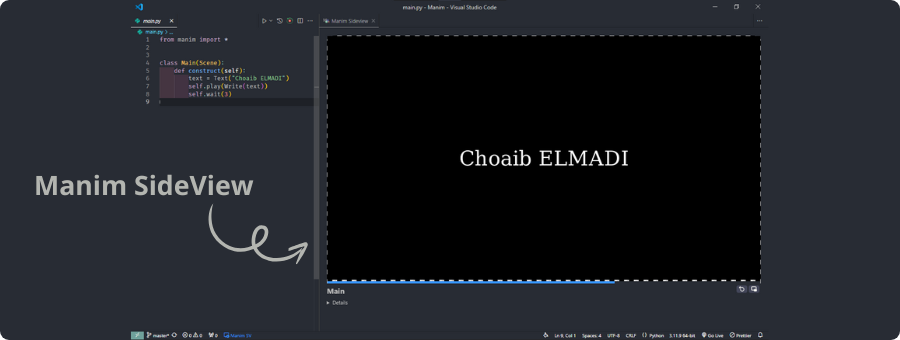 main.py - Manim - Visual Studio Code
main.py
Manim Sideview
main.py > ...
1 from manim import *
2
3
4 class Main(Scene):
5 def construct(self):
6 text = Text("Choaib ELMADI")
7 self.play(Write(text))
8 self.wait(3)
9
Choaib ELMADI
Manim SideView
Main
Details
master*
0 0
0
Manim SV
Ln 9, Col 1
Spaces: 4
UTF-8
CRLF
Python
3.11.9 64-bit
Go Live
Prettier